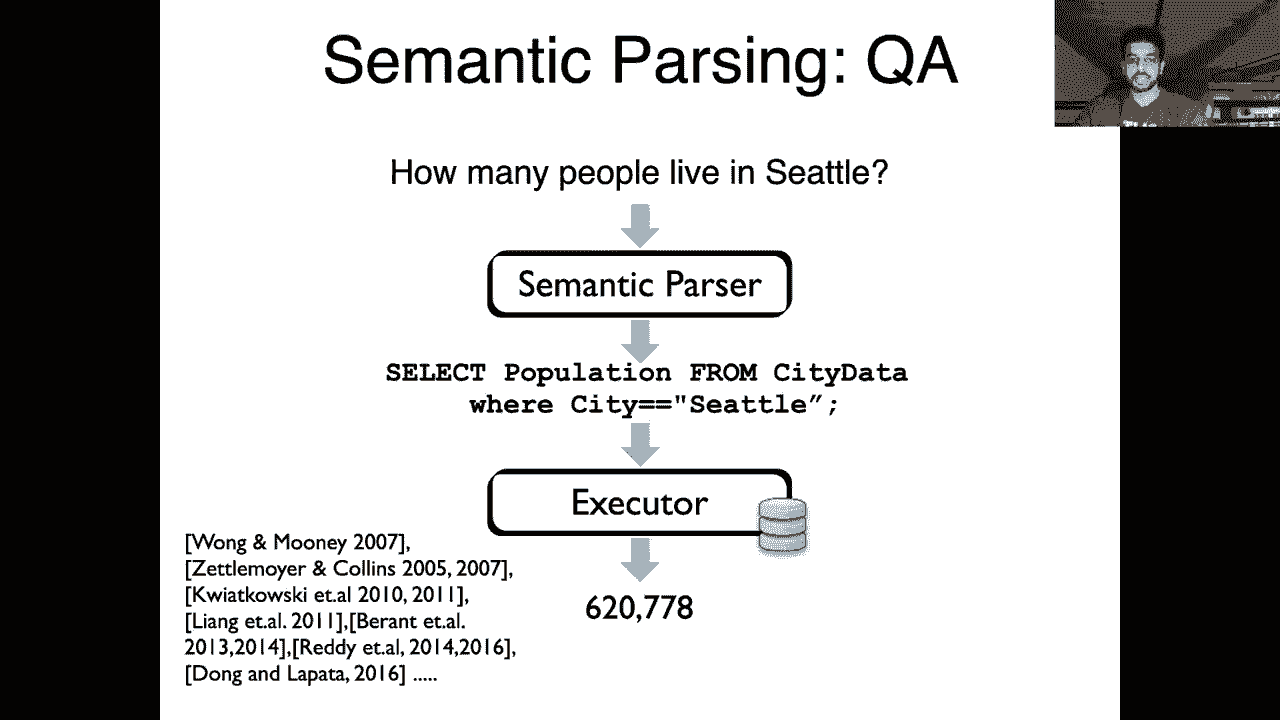 Semantic Parsing: QA
How many people live in Seattle?
Semantic Parser
SELECT Population FROM CityData
where City=="Seattle”;
Executor
[Wong & Mooney 2007],
[Zettlemoyer & Collins 2005, 2007],
[Kwiatkowski et.al 2010, 2011],
[Liang et.al. 2011],[Berant et.al.
2013,2014],[Reddy et.al, 2014,2016],
[Dong and Lapata, 2016] .....
620,778